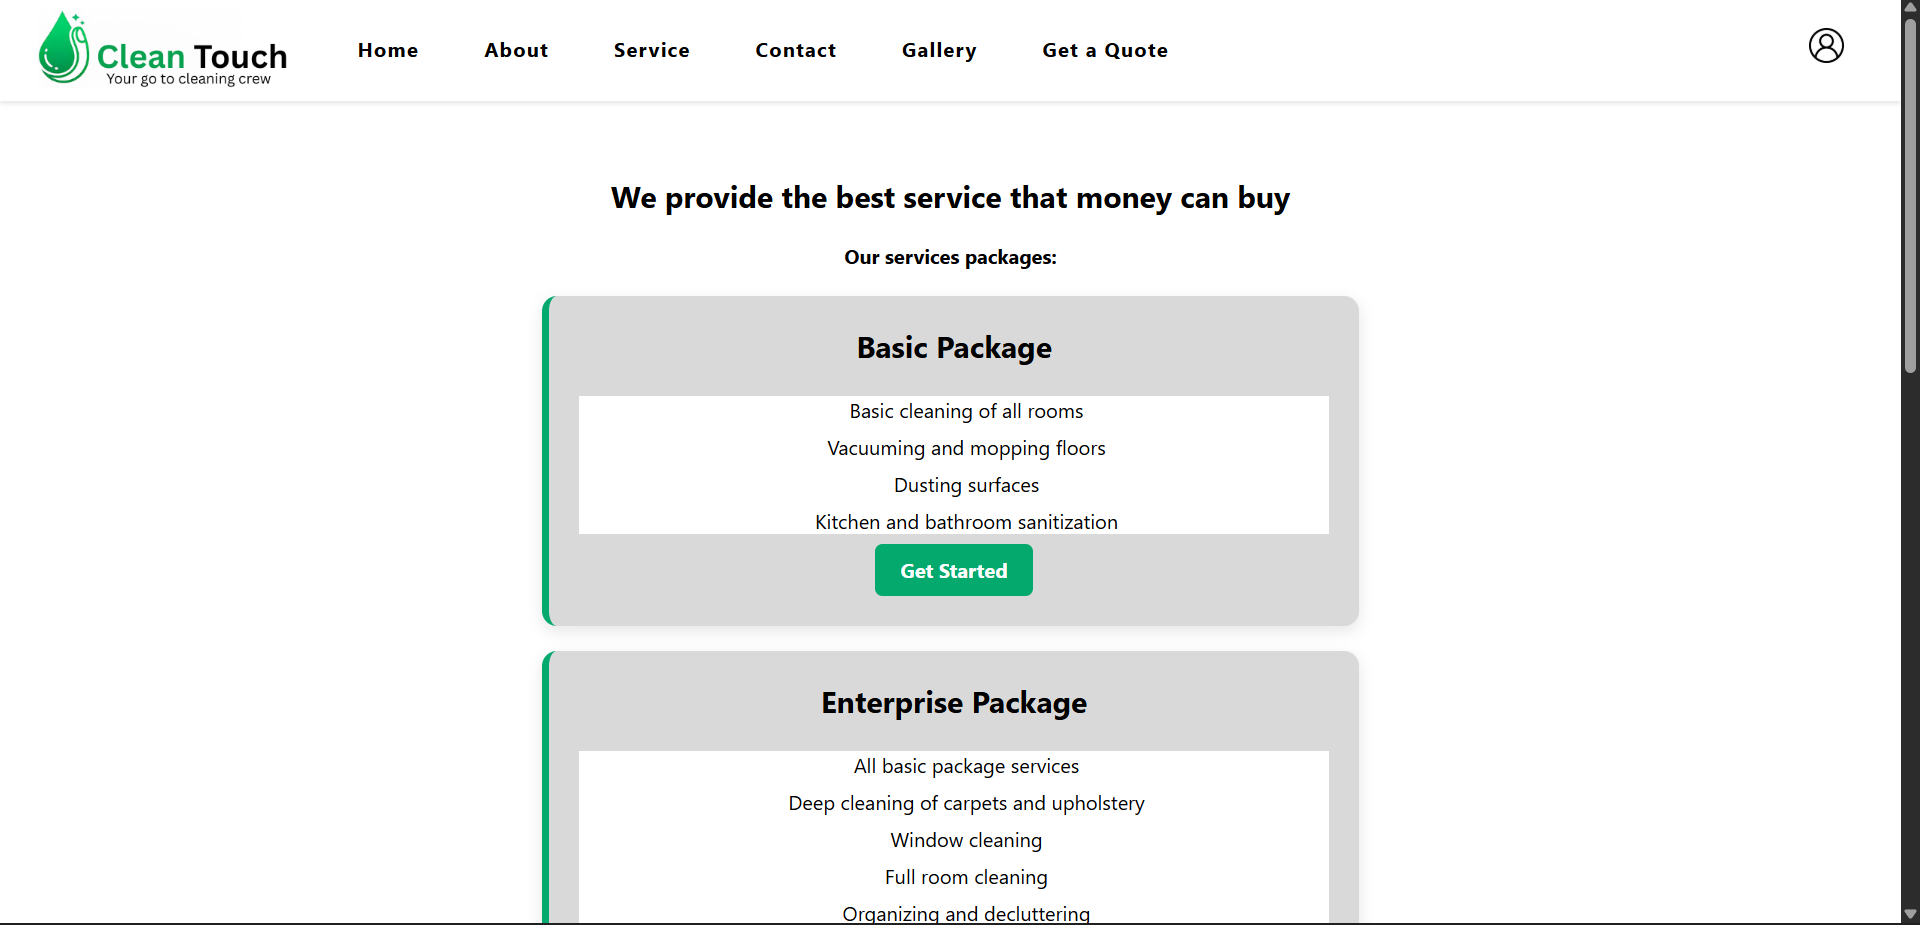 Clean Touch
Your go to cleaning crew
Home About Service Contact Gallery Get a Quote
We provide the best service that money can buy
Our services packages:
Basic Package
Basic cleaning of all rooms
Vacuuming and mopping floors
Dusting surfaces
Kitchen and bathroom sanitization
Get Started
Enterprise Package
All basic package services
Deep cleaning of carpets and upholstery
Window cleaning
Full room cleaning
Organizing and decluttering